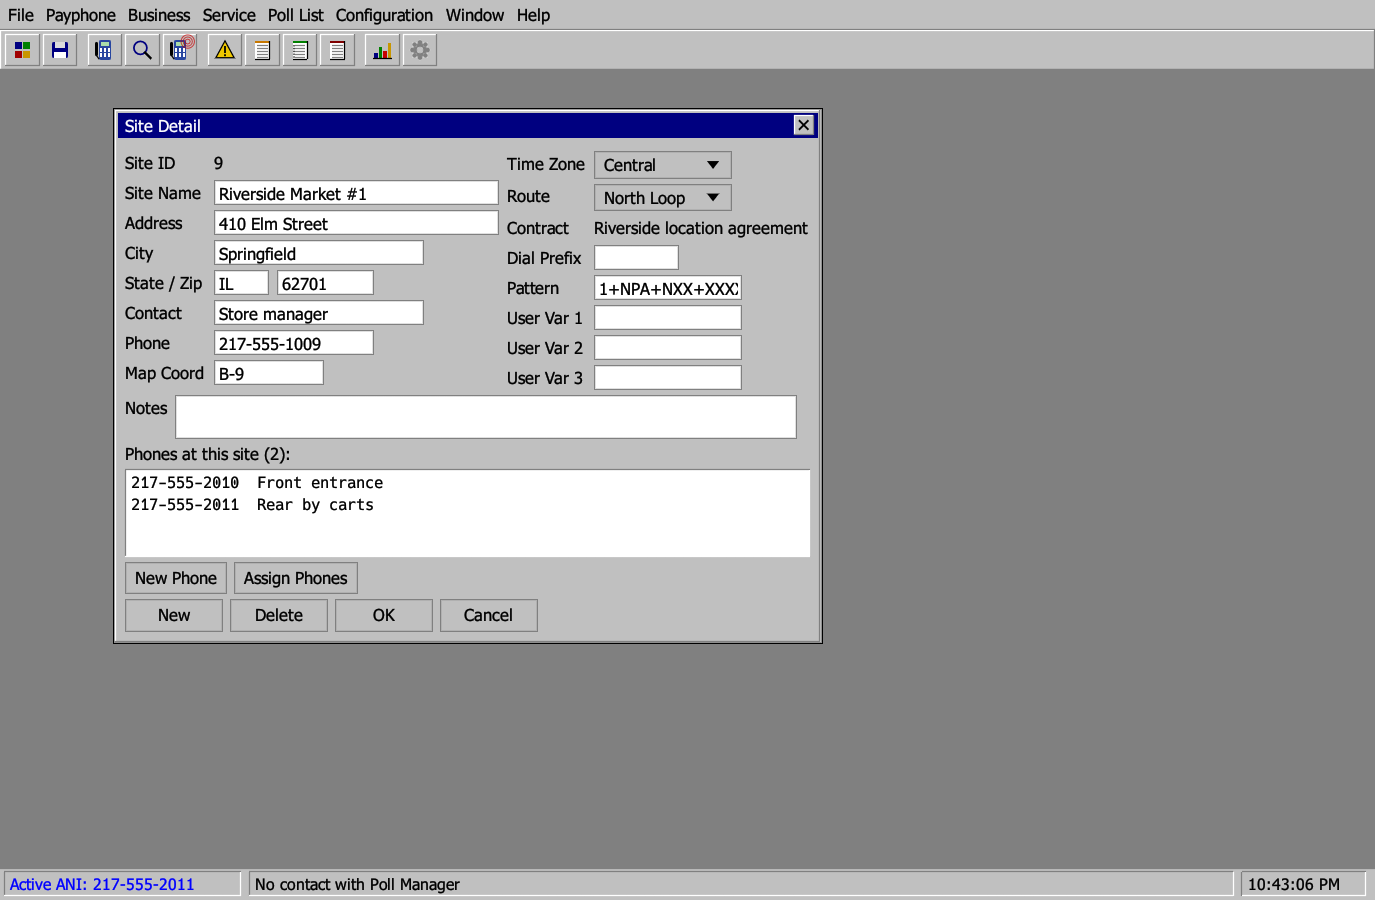 File Payphone Business Service Poll List Configuration Window Help
Site Detail
Site ID 9
Site Name Riverside Market #1
Address 410 Elm Street
City Springfield
State / Zip IL 62701
Contact Store manager
Phone 217-555-1009
Map Coord B-9
Time Zone Central
Route North Loop
Contract Riverside location agreement
Dial Prefix
Pattern 1+NPA+NXX+XXX
User Var 1
User Var 2
User Var 3
Notes
Phones at this site (2):
217-555-2010 Front entrance
217-555-2011 Rear by carts
New Phone Assign Phones
New Delete OK Cancel
Active ANI: 217-555-2011 No contact with Poll Manager 10:43:06 PM